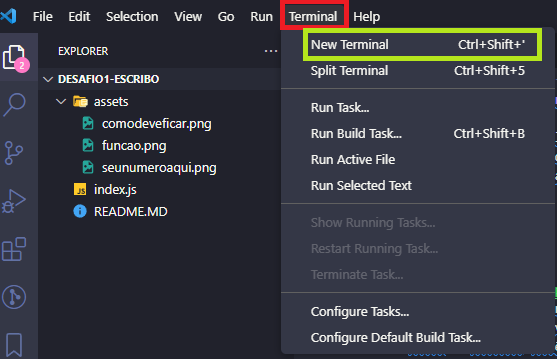 File Edit Selection View Go Run Terminal Help
EXPLORER ...
2
DESAFIO1-ESCRIBO
assets
comodeveficar.png
funcao.png
seunumeroaqui.png
JS index.js
README.MD
New Terminal Ctrl+Shift+'
Split Terminal Ctrl+Shift+5
Run Task...
Run Build Task... Ctrl+Shift+B
Run Active File
Run Selected Text
Show Running Tasks...
Restart Running Task...
Terminate Task...
Configure Tasks...
Configure Default Build Task...